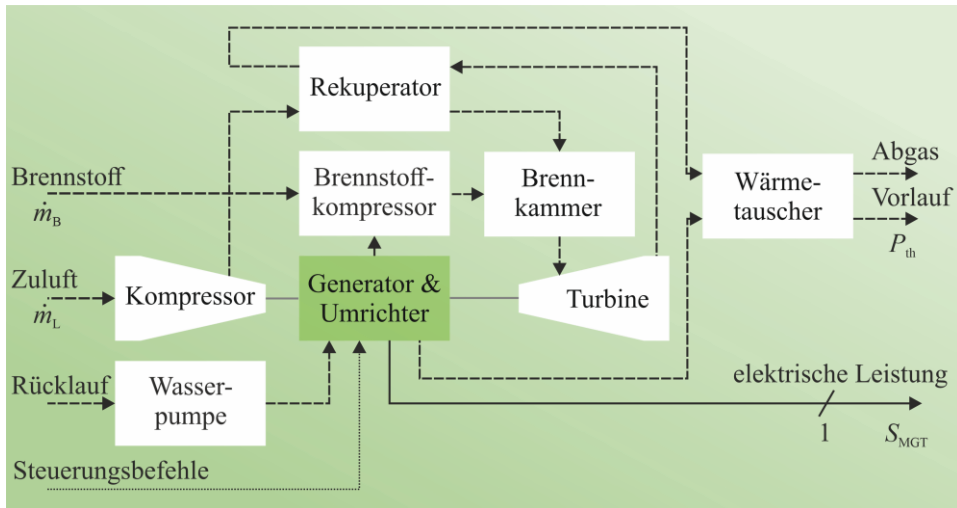 Rekuperator
Brennstoff
ṁB
Brennstoff-
kompressor
Brenn-
kammer
Wärme-
tauscher
Abgas
Vorlauf
Pth
Zuluft
ṁL
Kompressor
Generator &
Umrichter
Turbine
Rücklauf
Wasser-
pumpe
elektrische Leistung
1
SMGT
Steuerungsbefehle